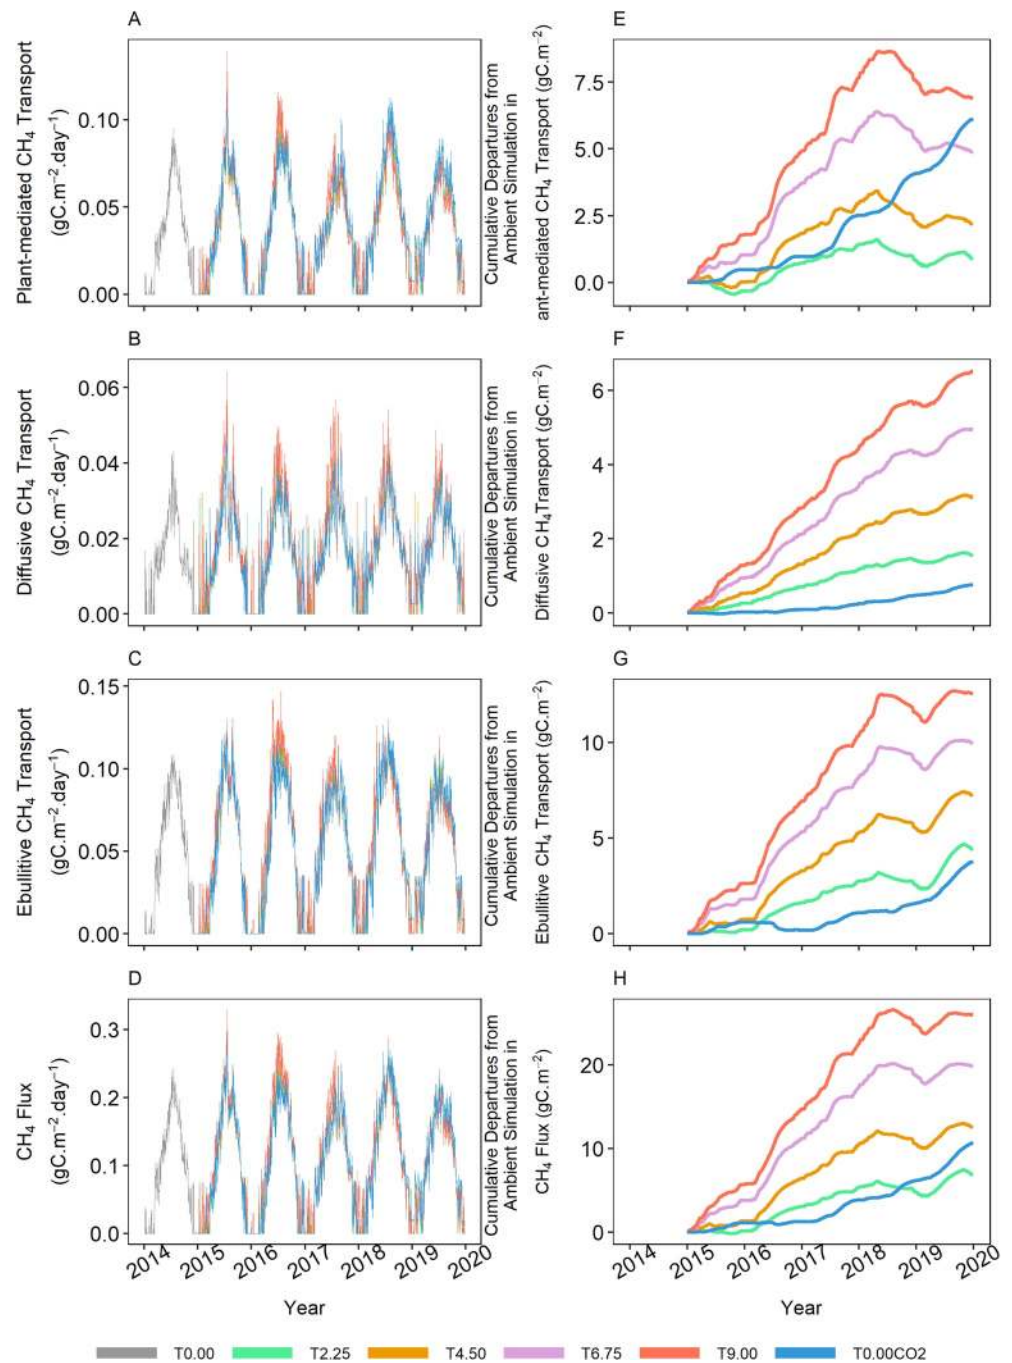 A
Plant-mediated CH₄ Transport
(gC.m⁻².day⁻¹)
0.10
0.05
0.00
E
Cumulative Departures from
Ambient Simulation in
ant-mediated CH₄ Transport (gC.m⁻²)
7.5
5.0
2.5
0.0
B
Diffusive CH₄ Transport
(gC.m⁻².day⁻¹)
0.06
0.04
0.02
0.00
F
Cumulative Departures from
Ambient Simulation in
Diffusive CH₄Transport (gC.m⁻²)
6
4
2
0
C
Ebullitive CH₄ Transport
(gC.m⁻².day⁻¹)
0.15
0.10
0.05
0.00
G
Cumulative Departures from
Ambient Simulation in
Ebullitive CH₄ Transport (gC.m⁻²)
10
5
0
D
CH₄ Flux
(gC.m⁻².day⁻¹)
0.3
0.2
0.1
0.0
2014 2015 2016 2017 2018 2019 2020
Year
H
Cumulative Departures from
Ambient Simulation in
CH₄ Flux (gC.m⁻²)
20
10
0
2014 2015 2016 2017 2018 2019 2020
Year
T0.00 T2.25 T4.50 T6.75 T9.00 T0.00CO2